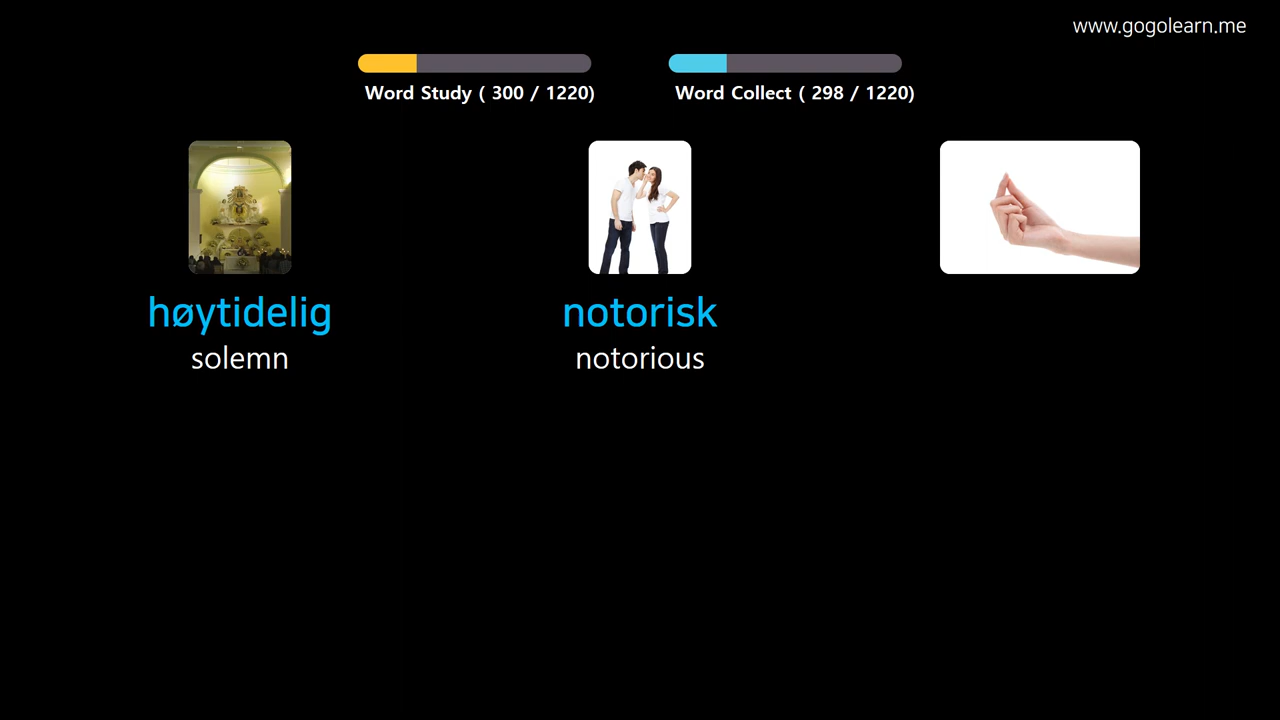 www.gogolearn.me
Word Study ( 300 / 1220)
Word Collect ( 298 / 1220)
høytidelig
solemn
notorisk
notorious